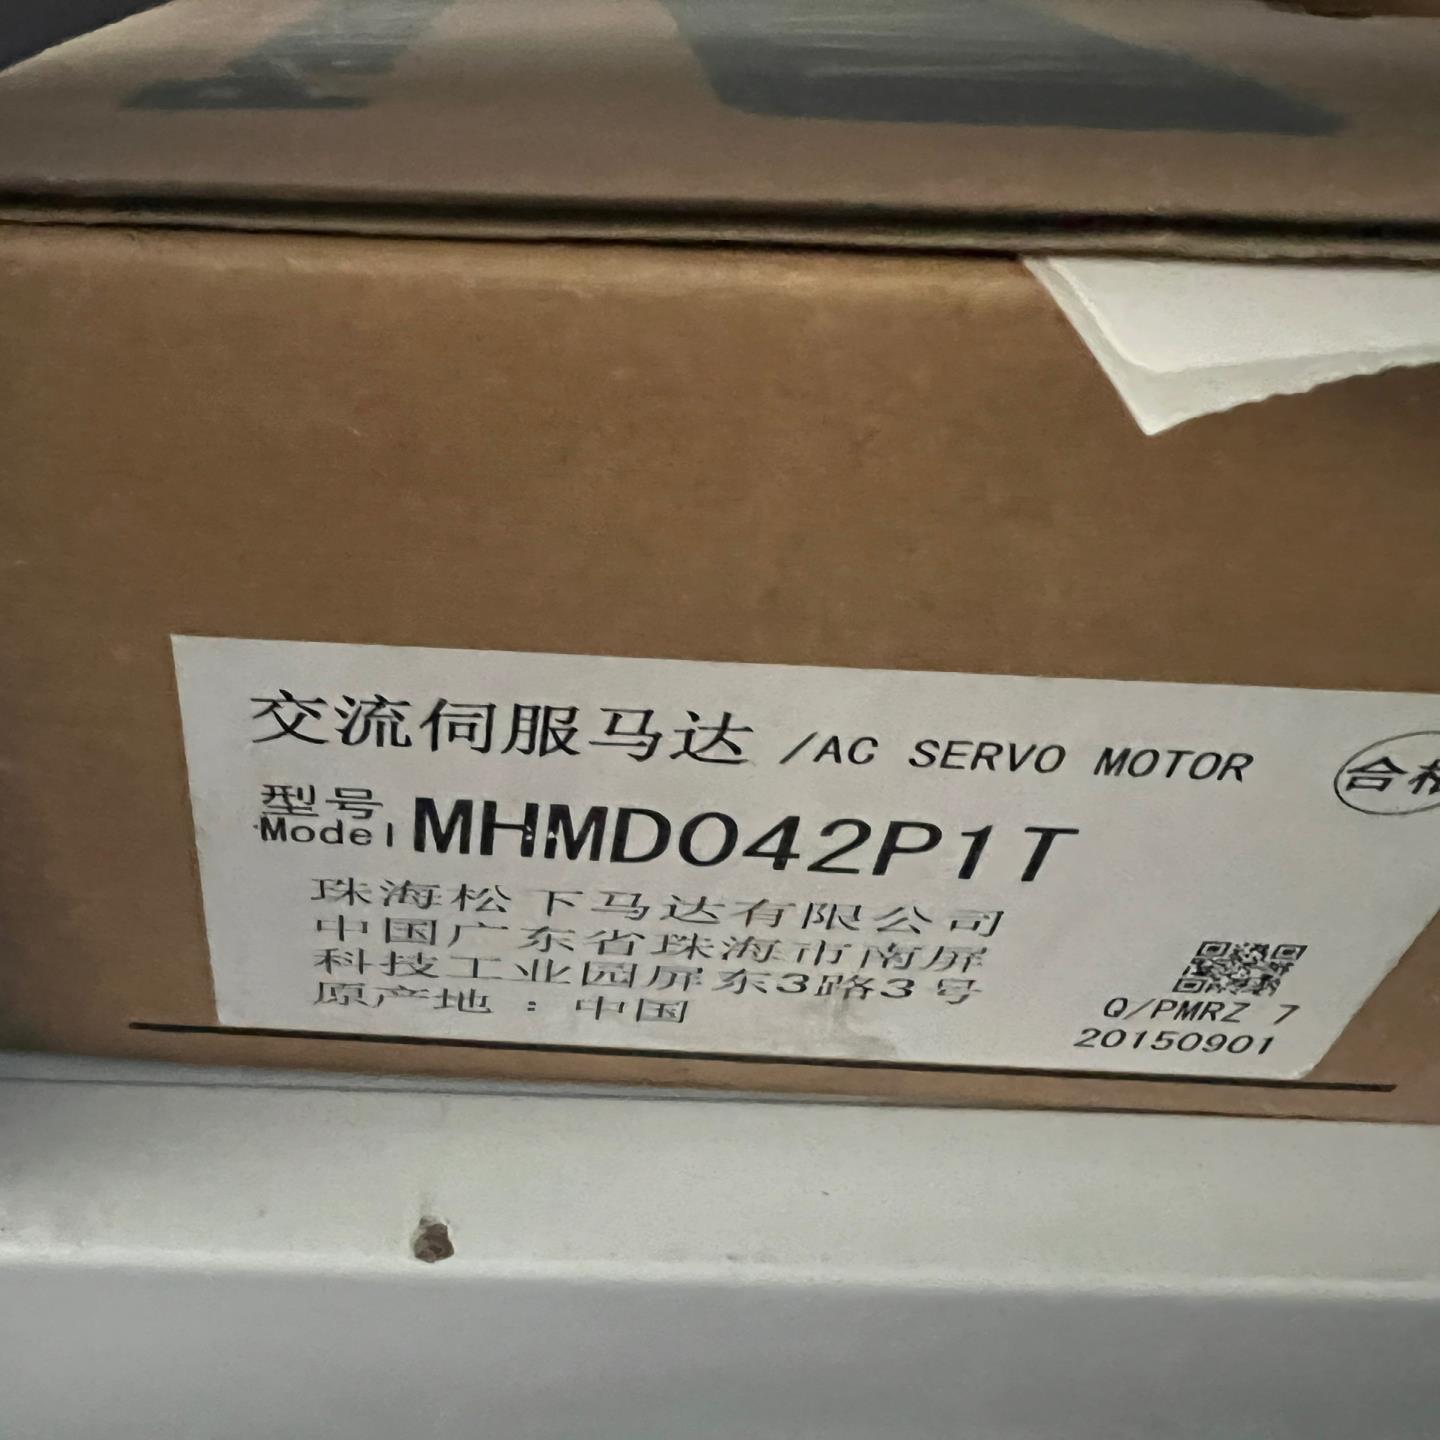 交流伺服马达 /AC SERVO MOTOR
合格
型号
Model MHMD042P1T
珠海松下马达有限公司
中国广东省珠海市南屏
科技工业园屏东3路3号
原产地：中国
Q/PMRZ 7
20150901